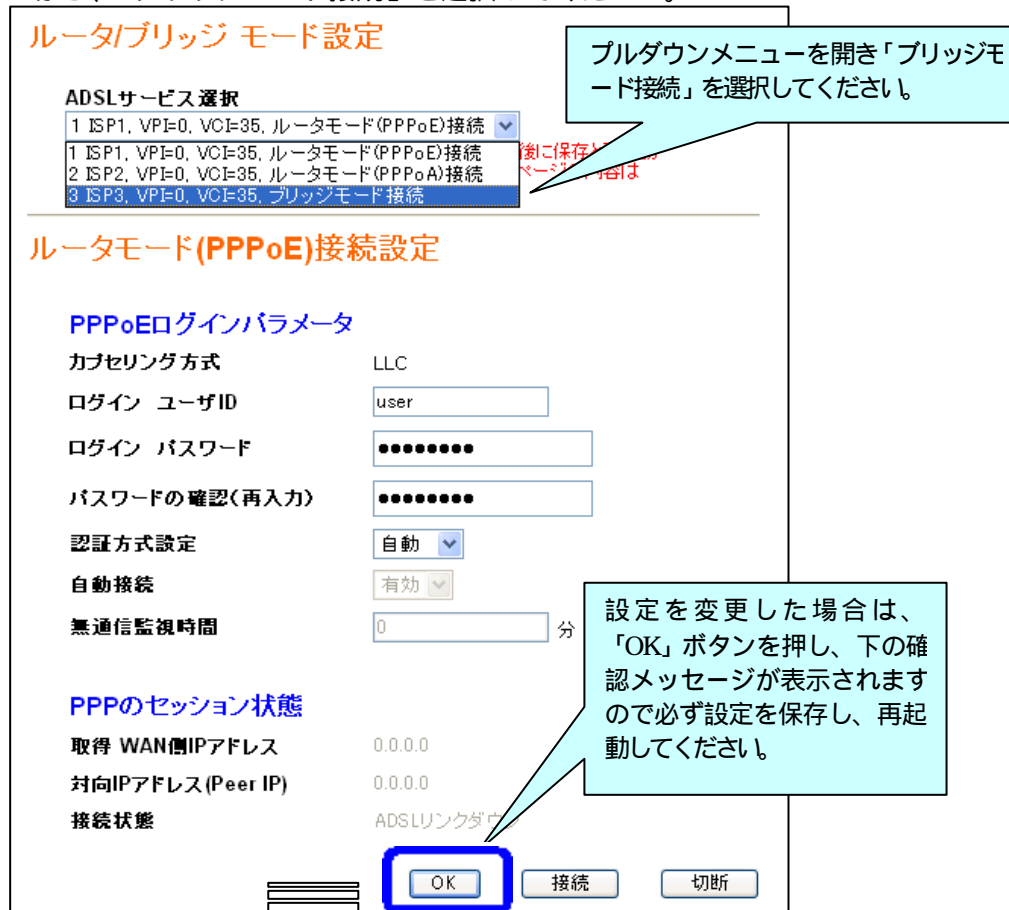 ルータ/ブリッジ モード設定
プルダウンメニューを開き「ブリッジモ
ード接続」を選択してください。
ADSLサービス選択
1 ISP1, VPI=0, VCI=35, ルータモード(PPPoE)接続
1 ISP1, VPI=0, VCI=35, ルータモード(PPPoE)接続
後に保存
2 ISP2, VPI=0, VCI=35, ルータモード(PPPoA)接続
3 ISP3, VPI=0, VCI=35, ブリッジモード接続
ルータモード(PPPoE)接続設定
PPPoEログインパラメータ
カプセリング方式 LLC
ログイン ユーザID user
ログイン パスワード ●●●●●●●●
パスワードの確認(再入力) ●●●●●●●●
認証方式設定 自動
自動接続 有効
無通信監視時間 0 分
設定を変更した場合は、
「OK」ボタンを押し、下の確
認メッセージが表示されます
ので必ず設定を保存し、再起
動してください。
PPPのセッション状態
取得 WAN側IPアドレス 0.0.0.0
対向IPアドレス(Peer IP) 0.0.0.0
接続状態 ADSLリンクダウン
OK 接続 切断